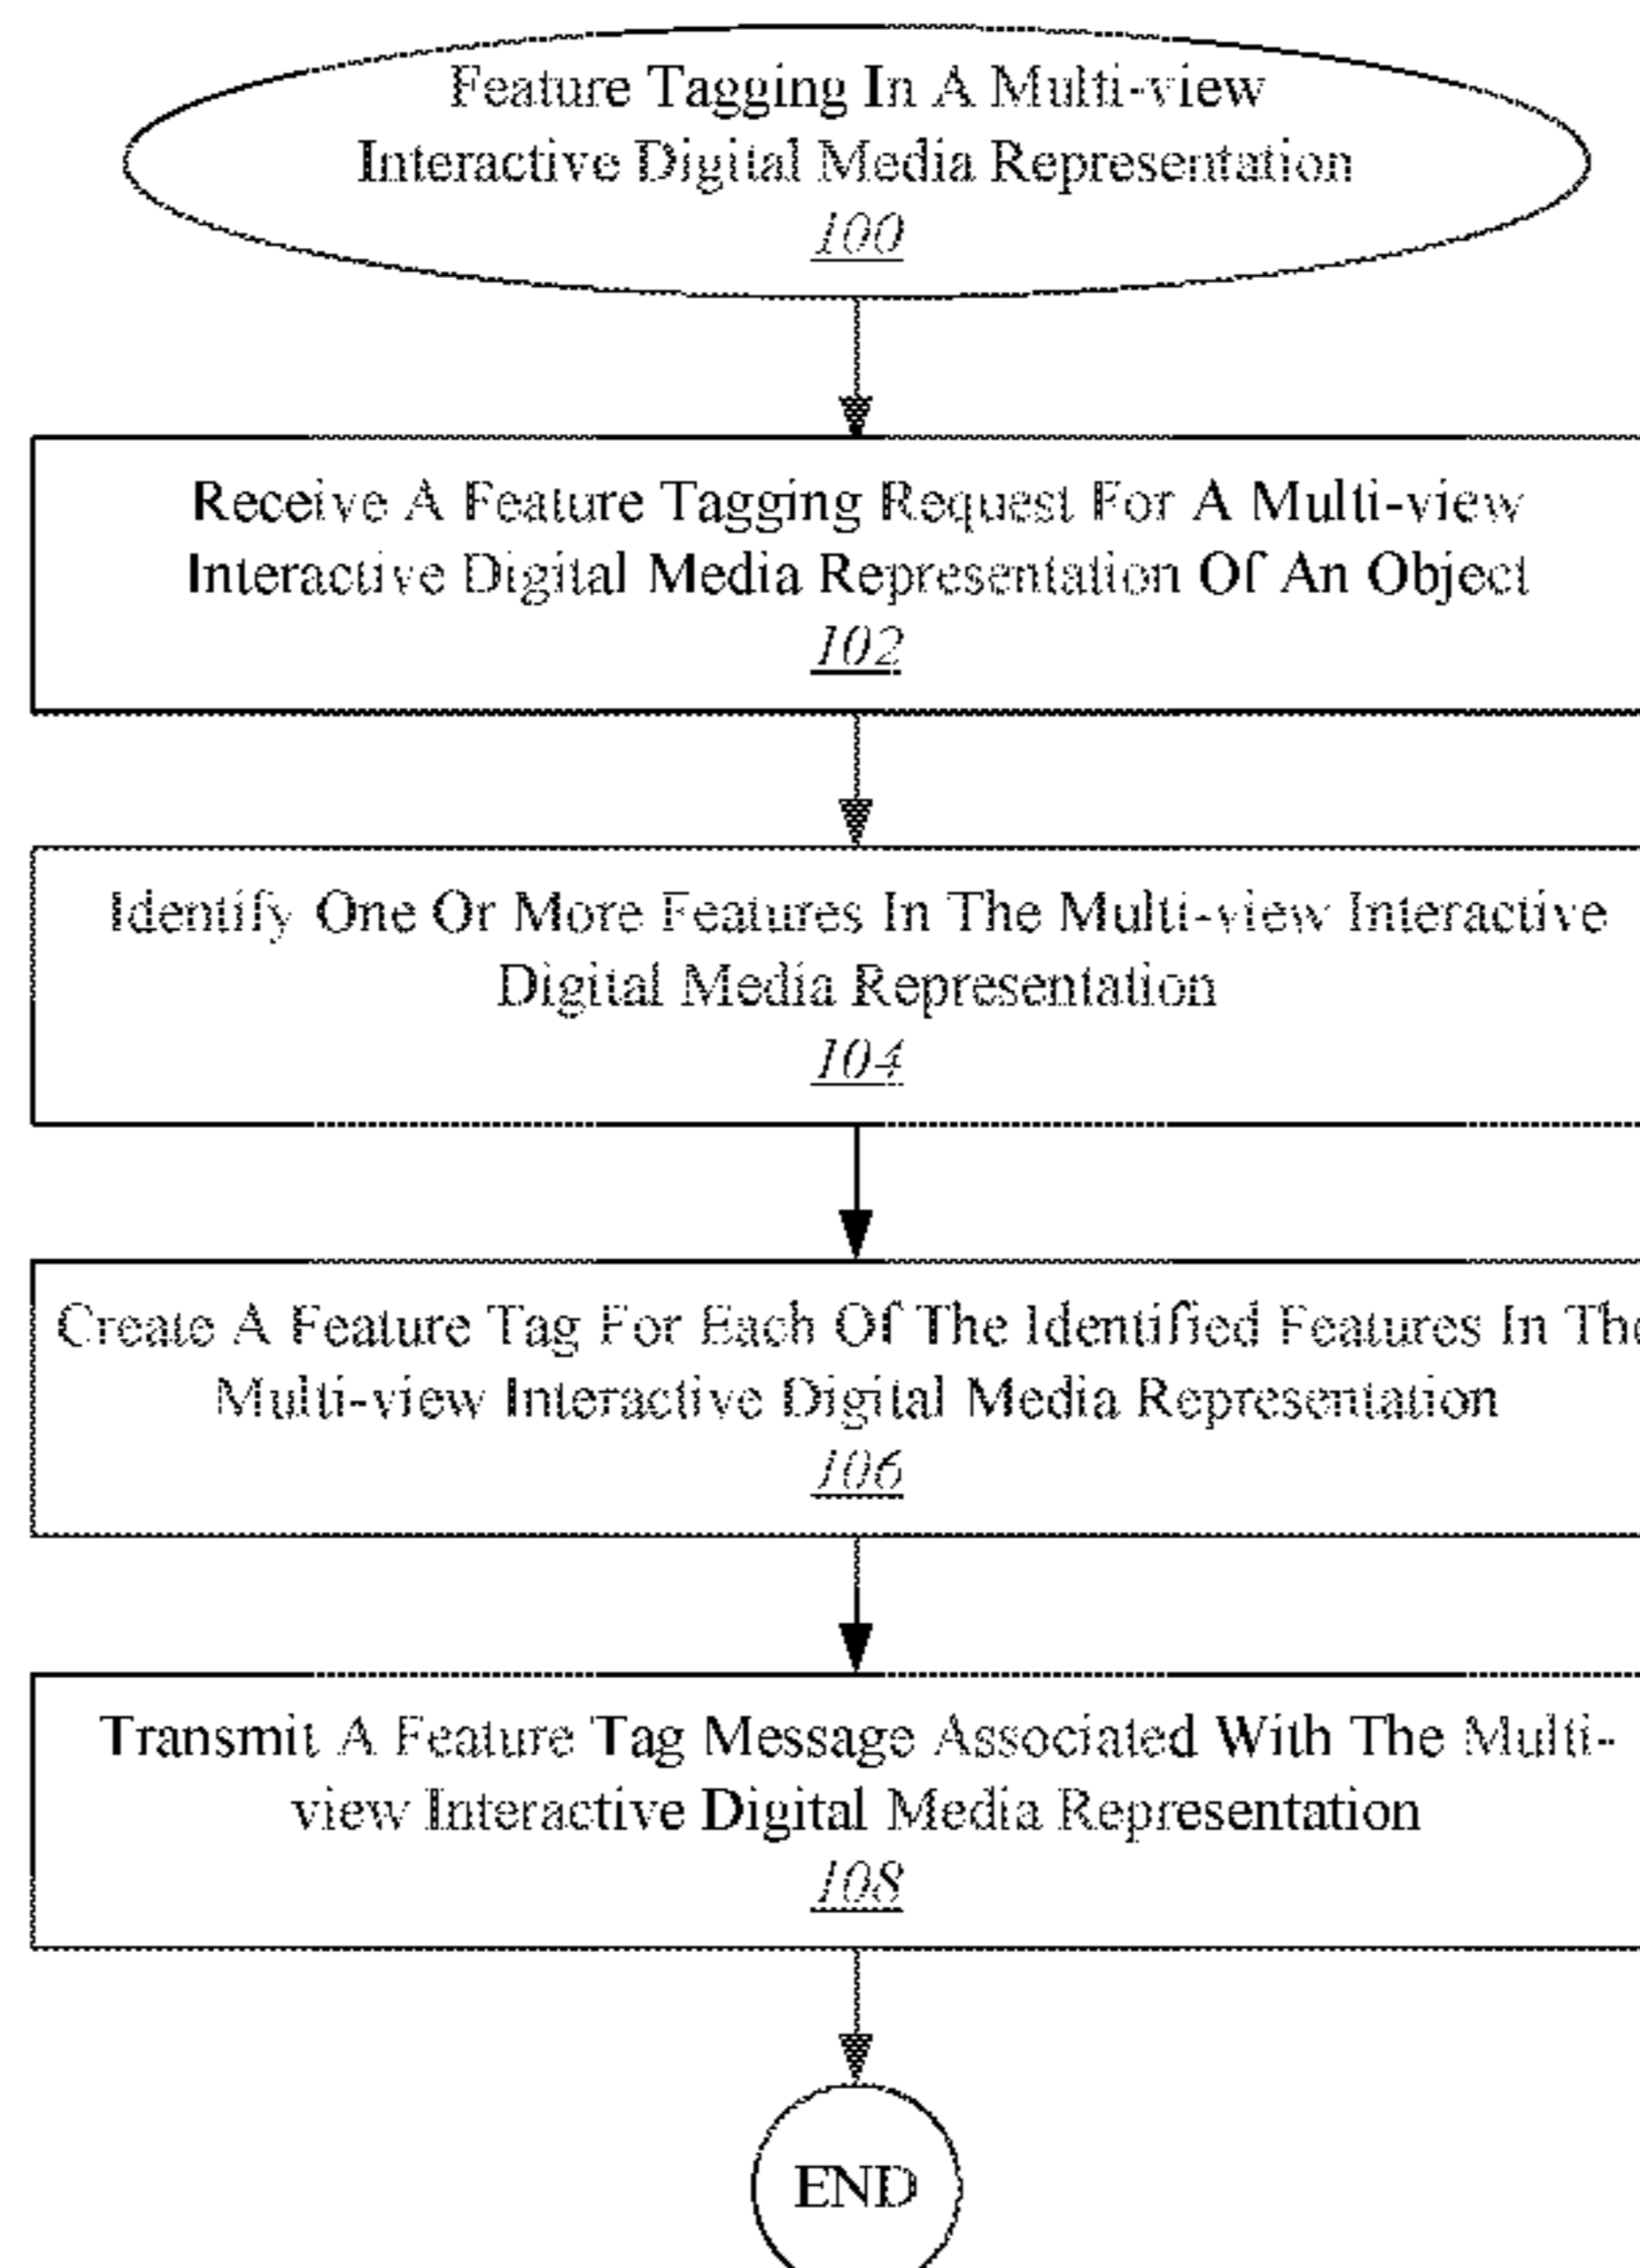 Feature Tagging In A Multi-view
Interactive Digital Media Representation
100
Receive A Feature Tagging Request For A Multi-view
Interactive Digital Media Representation Of An Object
102
Identify One Or More Features In The Multi-view Interactive
Digital Media Representation
104
Create A Feature Tag For Each Of The Identified Features In The
Multi-view Interactive Digital Media Representation
106
Transmit A Feature Tag Message Associated With The Multi-
view Interactive Digital Media Representation
108
END